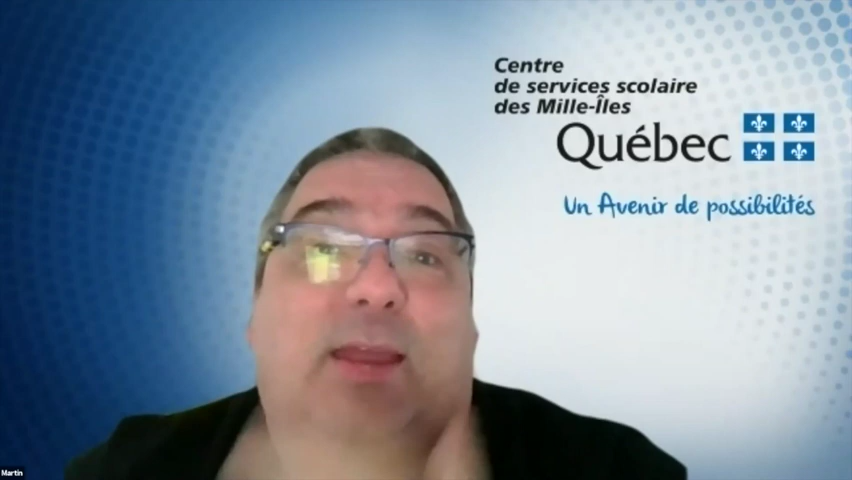 Centre
de services scolaire
des Mille-Îles
Québec
Un Avenir de possibilités
Martin